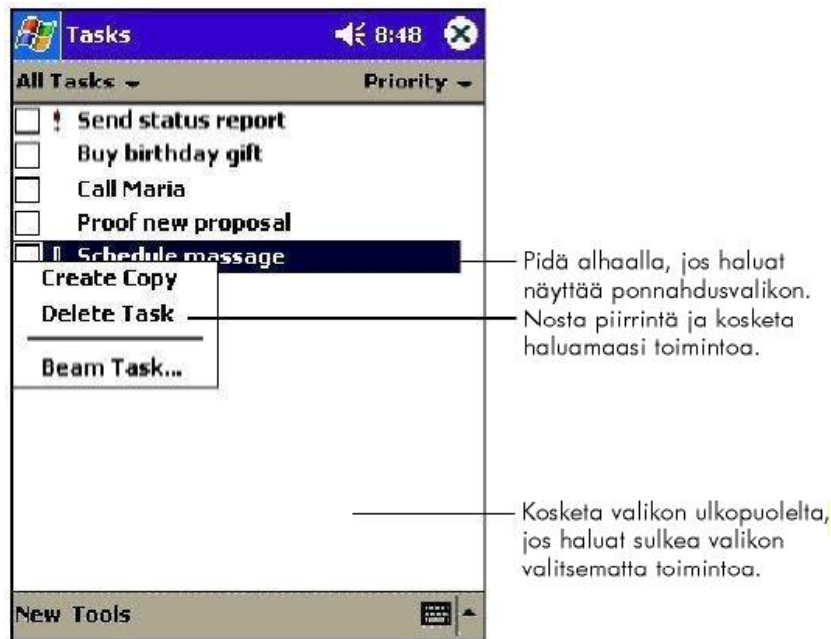 Tasks 8:48
All Tasks Priority
Send status report
Buy birthday gift
Call Maria
Proof new proposal
Schedule massage
Create Copy
Delete Task
Beam Task...
Pidä alhaalla, jos haluat
näyttää ponnahdusvalikon.
Nosta piirrintä ja kosketa
haluamaasi toimintoa.
Kosketa valikon ulkopuolelta,
jos haluat sulkea valikon
valitsematta toimintoa.
New Tools